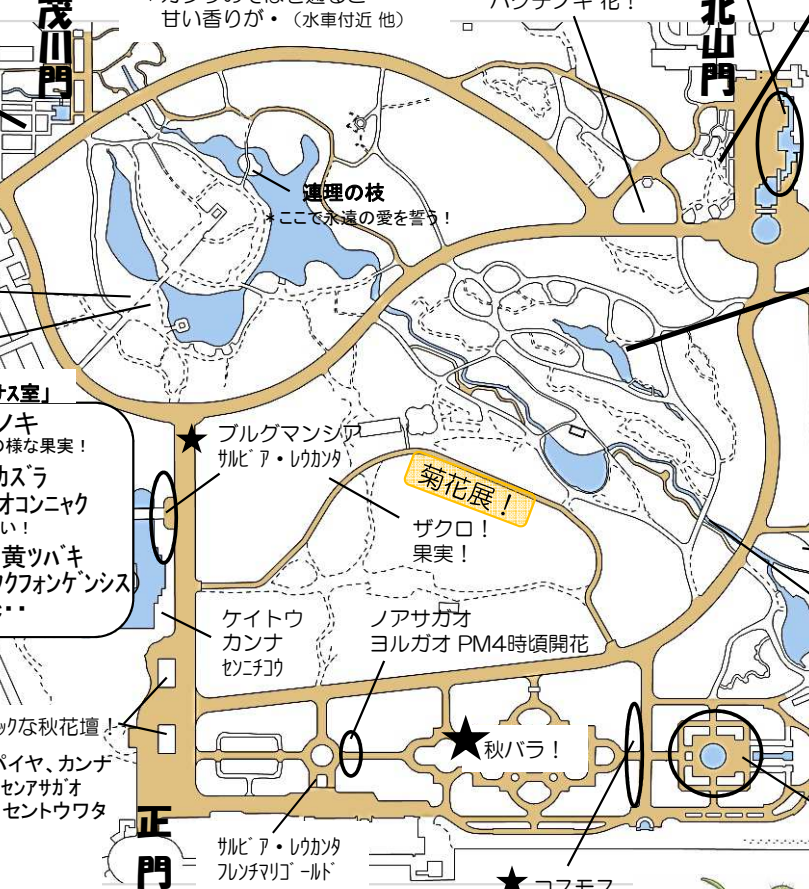 甘い香りが・（水車付近 他）
茂川門
北山門
連理の枝
*ここで永遠の愛を誓う！
ナス室」
ノキ
の様な果実！
カズラ
オコンニャク
い！
黄ツバキ
クフォンゲンシス)
★ ブルグマンシア
サルビア・レウカンタ
菊花展！
ザクロ！
果実！
ケイトウ
カンナ
センニチコウ
ノアサガオ
ヨルガオ PM4時頃開花
ックな秋花壇！
パイヤ、カンナ
センアサガオ
セントウワタ
★ 秋バラ！
正門
サルビア・レウカンタ
フレンチマリゴールド
★ コスモス